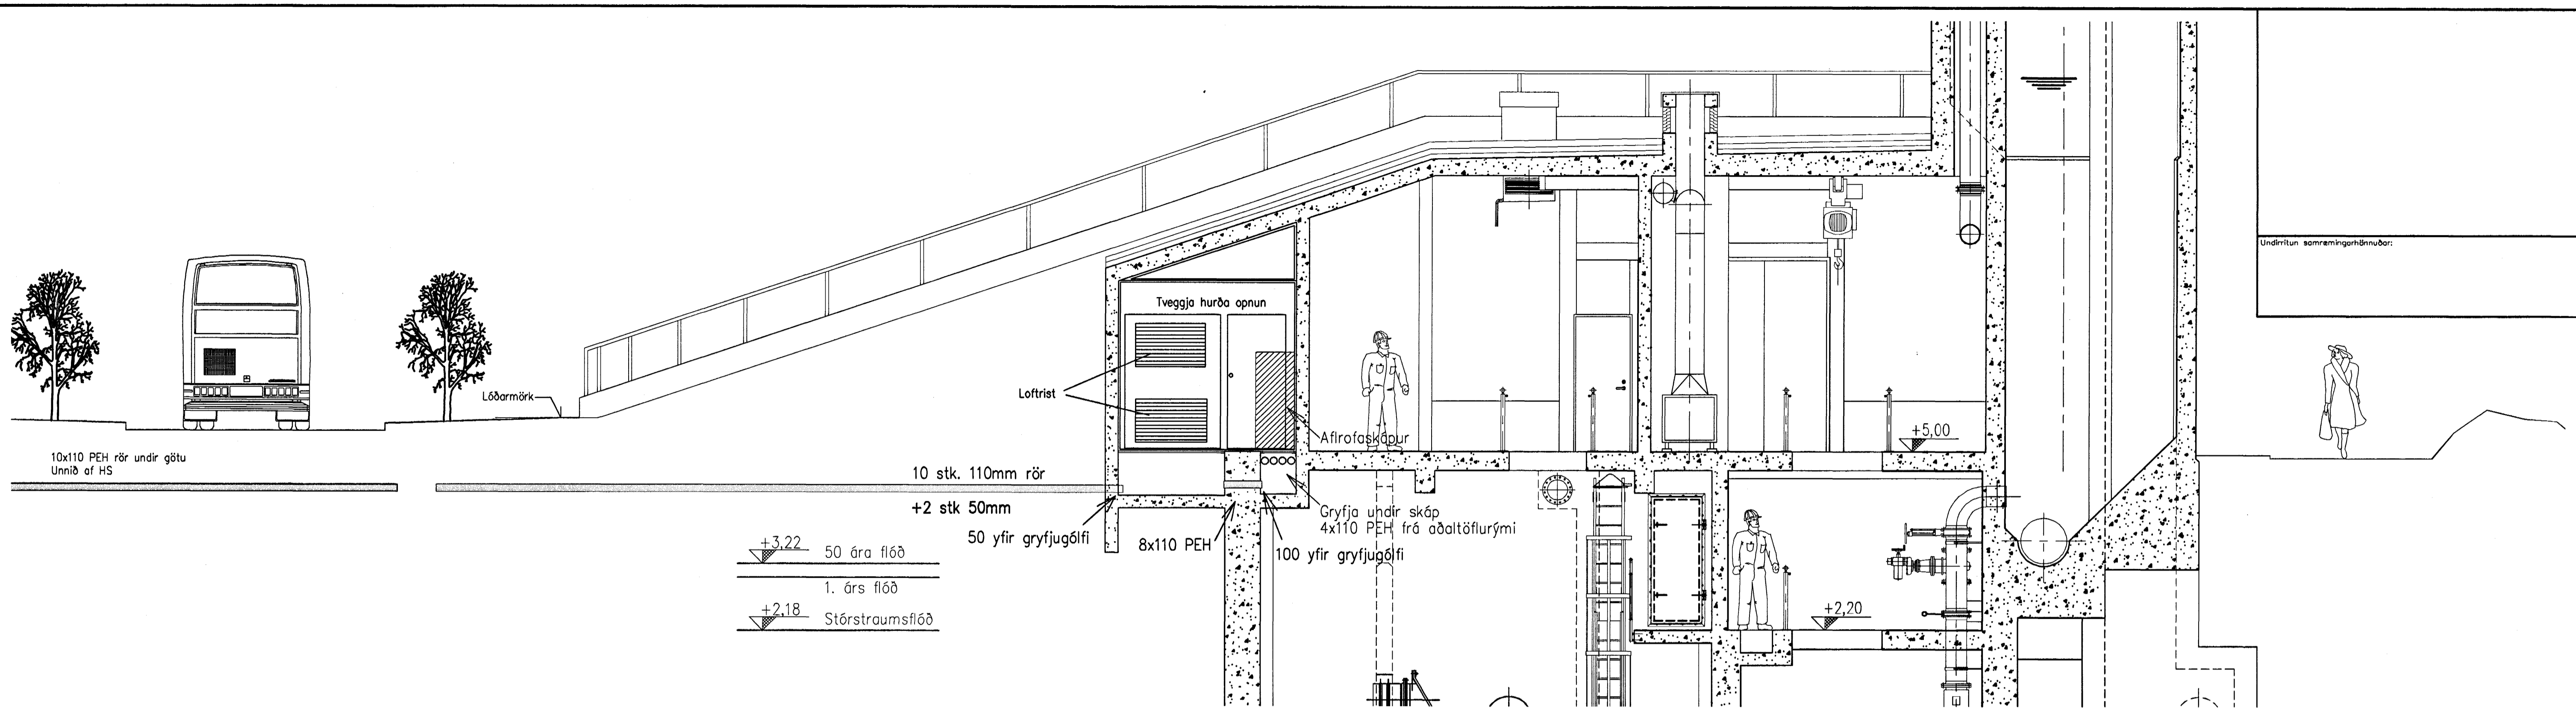 Undirritun samræmingarhönnuðar:
Tveggja hurða opnun
Loftrist
Lóðarmörk
Aflrofaskápur
+5,00
10x110 PEH rör undir götu
Unnið af HS
10 stk. 110mm rör
+2 stk 50mm
50 yfir gryfjugólfi
8x110 PEH
Gryfja undir skáp
4x110 PEH frá aðaltöflurými
100 yfir gryfjugólfi
+3,22 50 ára flóð
1. árs flóð
+2,18 Stórstraumsflóð
+2,20